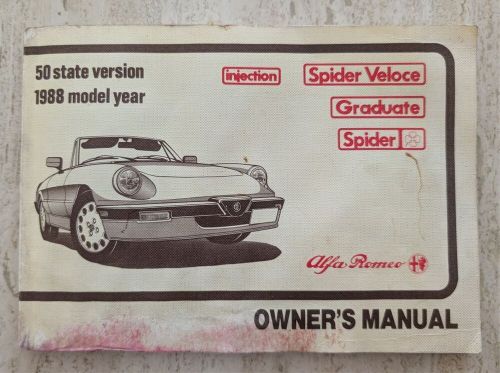 50 state version
1988 model year
injection
Spider Veloce
Graduate
Spider
Alfa Romeo
OWNER'S MANUAL